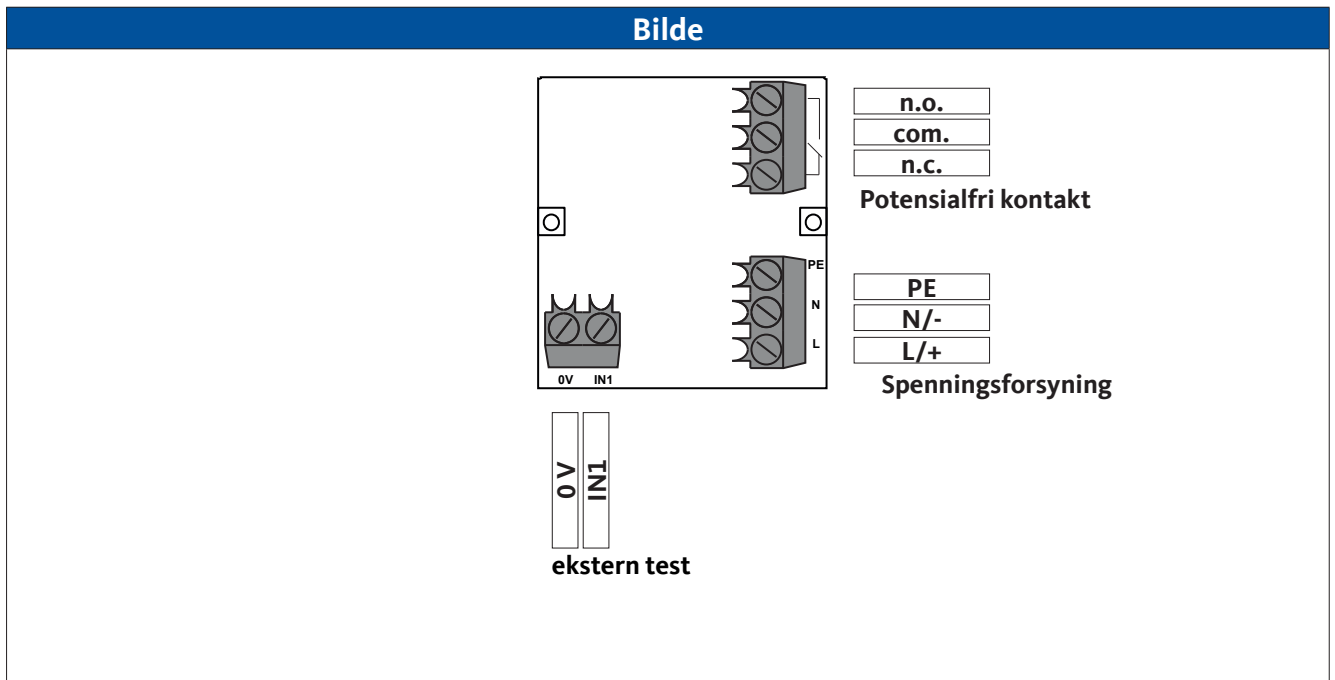 Bilde
n.o.
com.
n.c.
Potensialfri kontakt
PE
N
L
PE
N/-
L/+
Spenningsforsyning
0V IN1
0 V
IN1
ekstern test